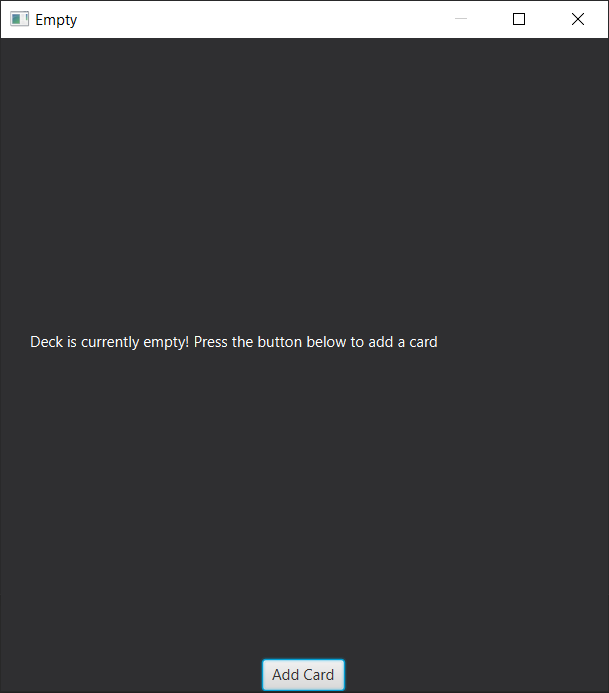 Empty
Deck is currently empty! Press the button below to add a card
Add Card